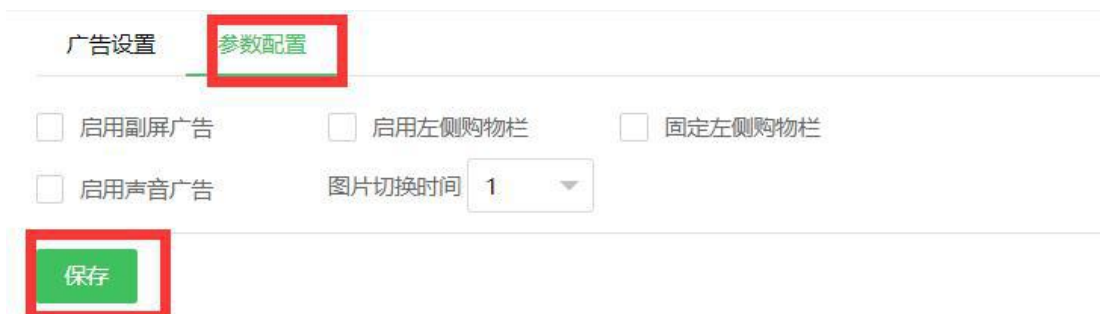 广告设置 参数配置
启用副屏广告 启用左侧购物栏 固定左侧购物栏
启用声音广告 图片切换时间 1
保存